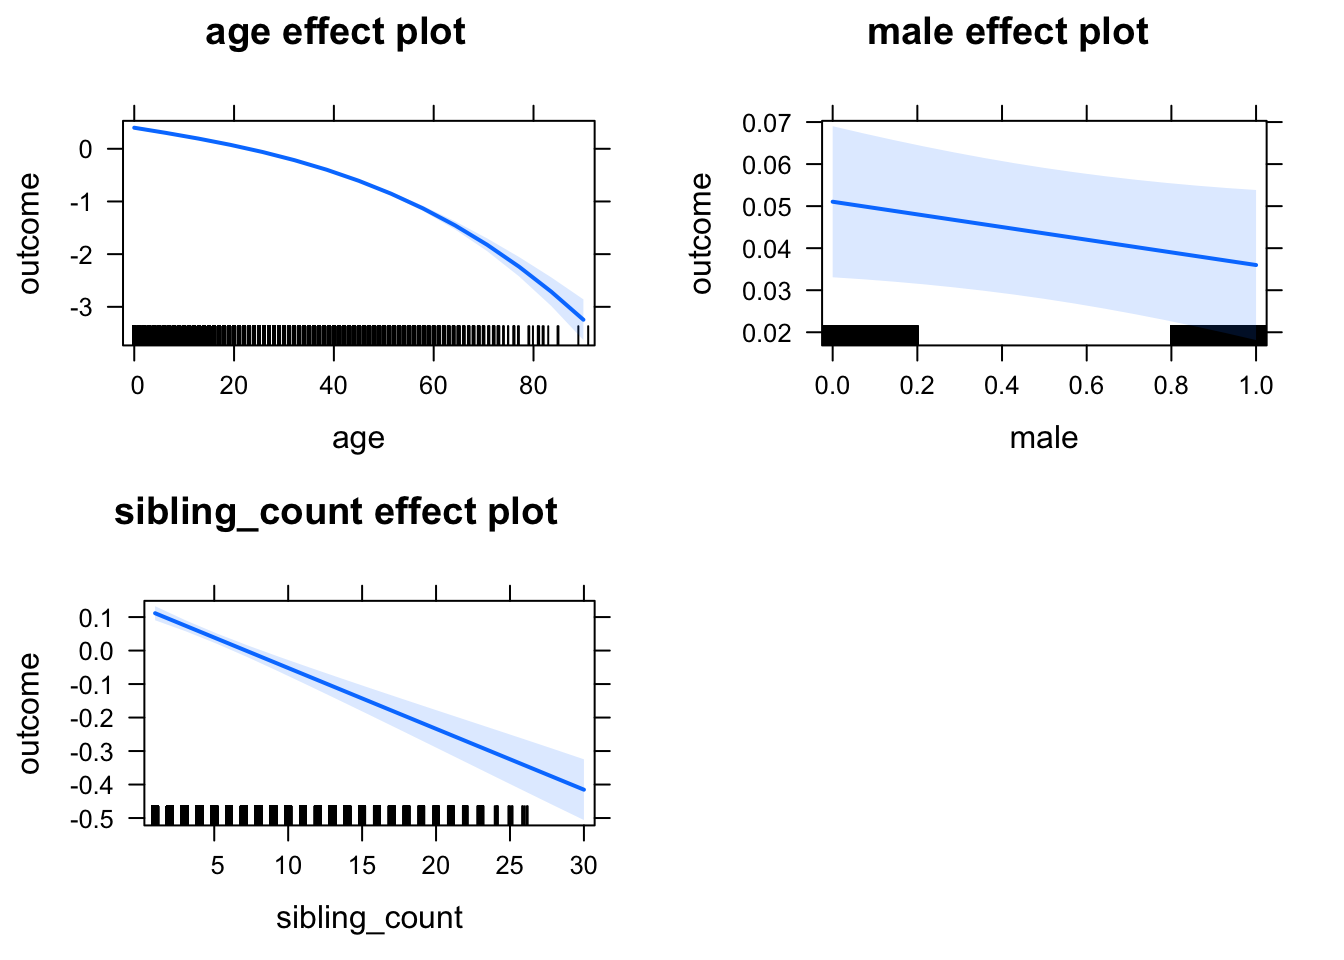 age effect plot
outcome
0
-1
-2
-3
0 20 40 60 80
age
male effect plot
outcome
0.07
0.06
0.05
0.04
0.03
0.02
0.0 0.2 0.4 0.6 0.8 1.0
male
sibling_count effect plot
outcome
0.1
0.0
-0.1
-0.2
-0.3
-0.4
-0.5
5 10 15 20 25 30
sibling_count